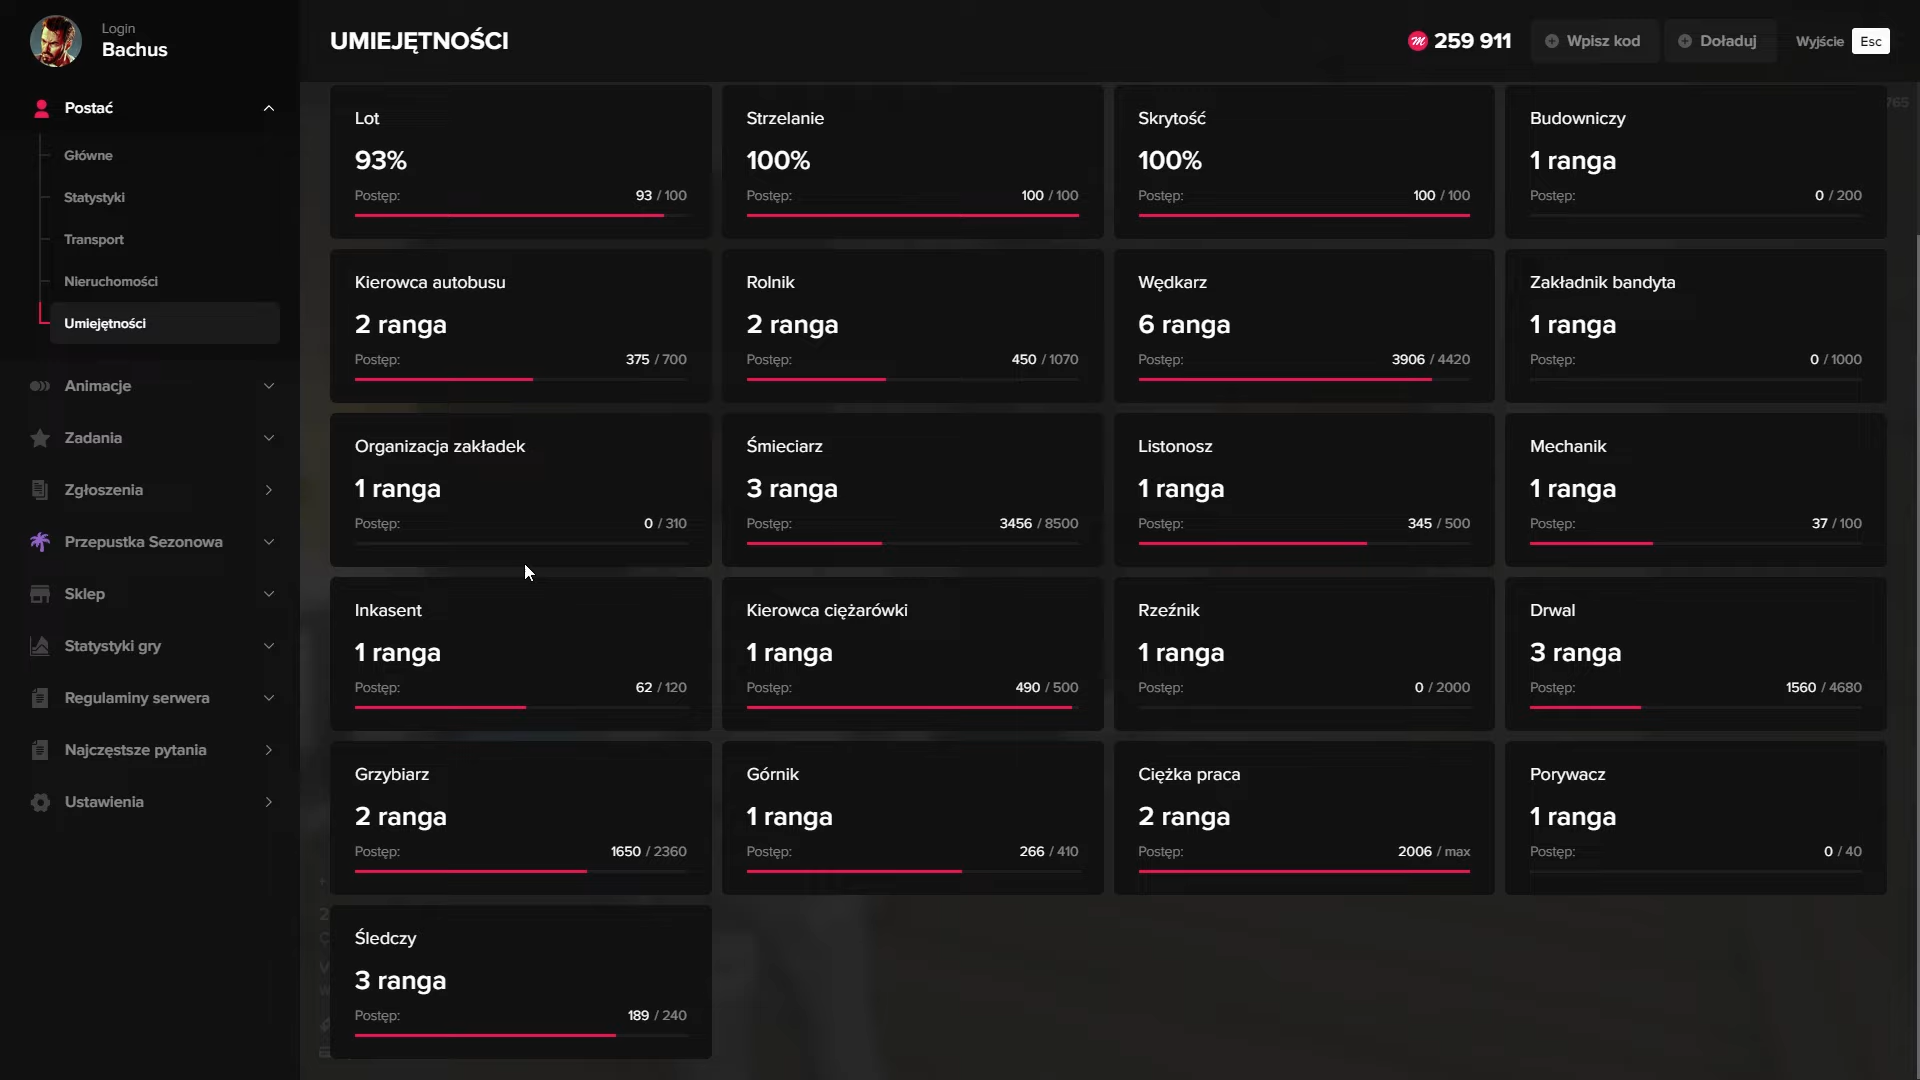 Login
Bachus
UMIEJĘTNOŚCI
259 911
Wpisz kod
Doładuj
Wyjście
Esc
Postać
Główne
Statystyki
Transport
Nieruchomości
Umiejętności
Animacje
Zadania
Zgłoszenia
Przepustka Sezonowa
Sklep
Statystyki gry
Regulaminy serwera
Najczęstsze pytania
Ustawienia
Lot
93%
Postęp: 93 / 100
Strzelanie
100%
Postęp: 100 / 100
Skrytość
100%
Postęp: 100 / 100
Budowniczy
1 ranga
Postęp: 0 / 200
Kierowca autobusu
2 ranga
Postęp: 375 / 700
Rolnik
2 ranga
Postęp: 450 / 1070
Wędkarz
6 ranga
Postęp: 3906 / 4420
Zakładnik bandyta
1 ranga
Postęp: 0 / 1000
Organizacja zakładek
1 ranga
Postęp: 0 / 310
Śmieciarz
3 ranga
Postęp: 3456 / 8500
Listonosz
1 ranga
Postęp: 345 / 500
Mechanik
1 ranga
Postęp: 37 / 100
Inkasent
1 ranga
Postęp: 62 / 120
Kierowca ciężarówki
1 ranga
Postęp: 490 / 500
Rzeźnik
1 ranga
Postęp: 0 / 2000
Drwal
3 ranga
Postęp: 1560 / 4680
Grzybiarz
2 ranga
Postęp: 1650 / 2360
Górnik
1 ranga
Postęp: 266 / 410
Ciężka praca
2 ranga
Postęp: 2006 / max
Porywacz
1 ranga
Postęp: 0 / 40
Śledczy
3 ranga
Postęp: 189 / 240